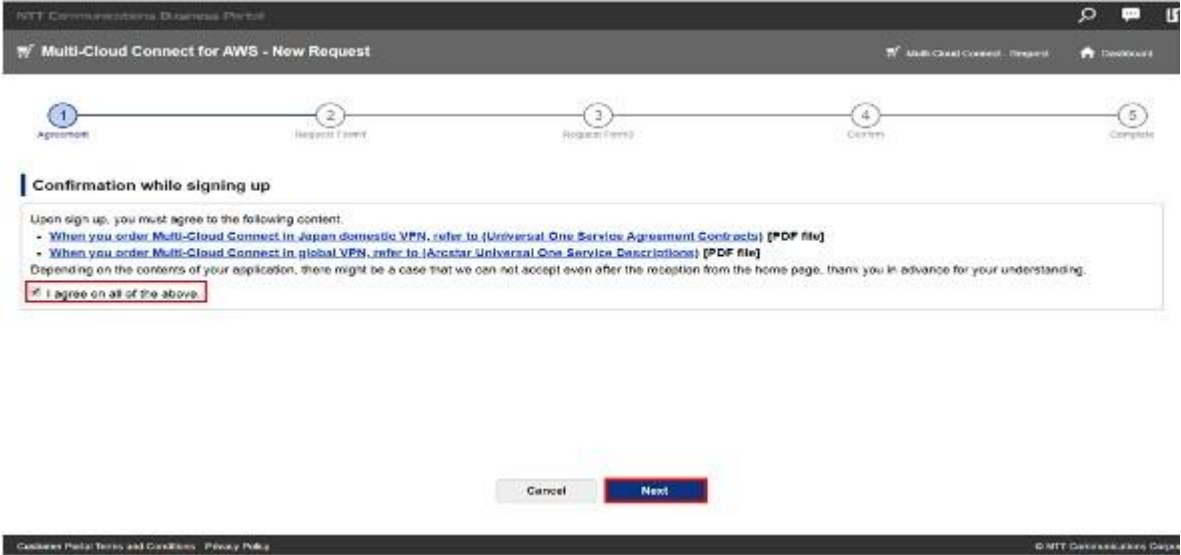 NTT Communications Business Portal
Multi-Cloud Connect for AWS - New Request
Multi-Cloud Connect - Request
Dashboard
1
2
3
4
5
Agreement
Request Form1
Request Form2
Confirm
Complete
Confirmation while signing up
Upon sign up, you must agree to the following content.
When you order Multi-Cloud Connect in Japan domestic VPN, refer to (Universal One Service Agreement Contracts) [PDF file]
When you order Multi-Cloud Connect in global VPN, refer to (Arcstar Universal One Service Descriptions) [PDF file]
Depending on the contents of your application, there might be a case that we can not accept even after the reception from the home page, thank you in advance for your understanding.
I agree on all of the above.
Cancel
Next
Customer Portal Terms and Conditions
Privacy Policy
© NTT Communications Corpo